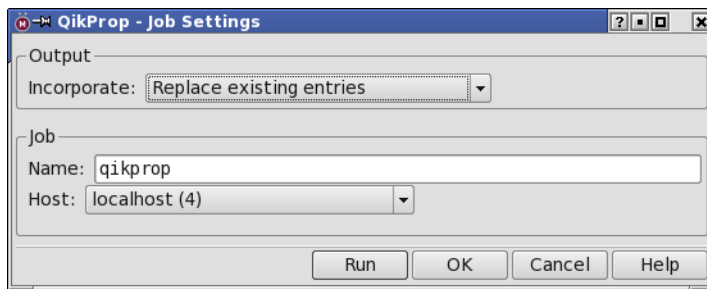 QikProp - Job Settings
Output
Incorporate: Replace existing entries
Job
Name: qikprop
Host: localhost (4)
Run OK Cancel Help